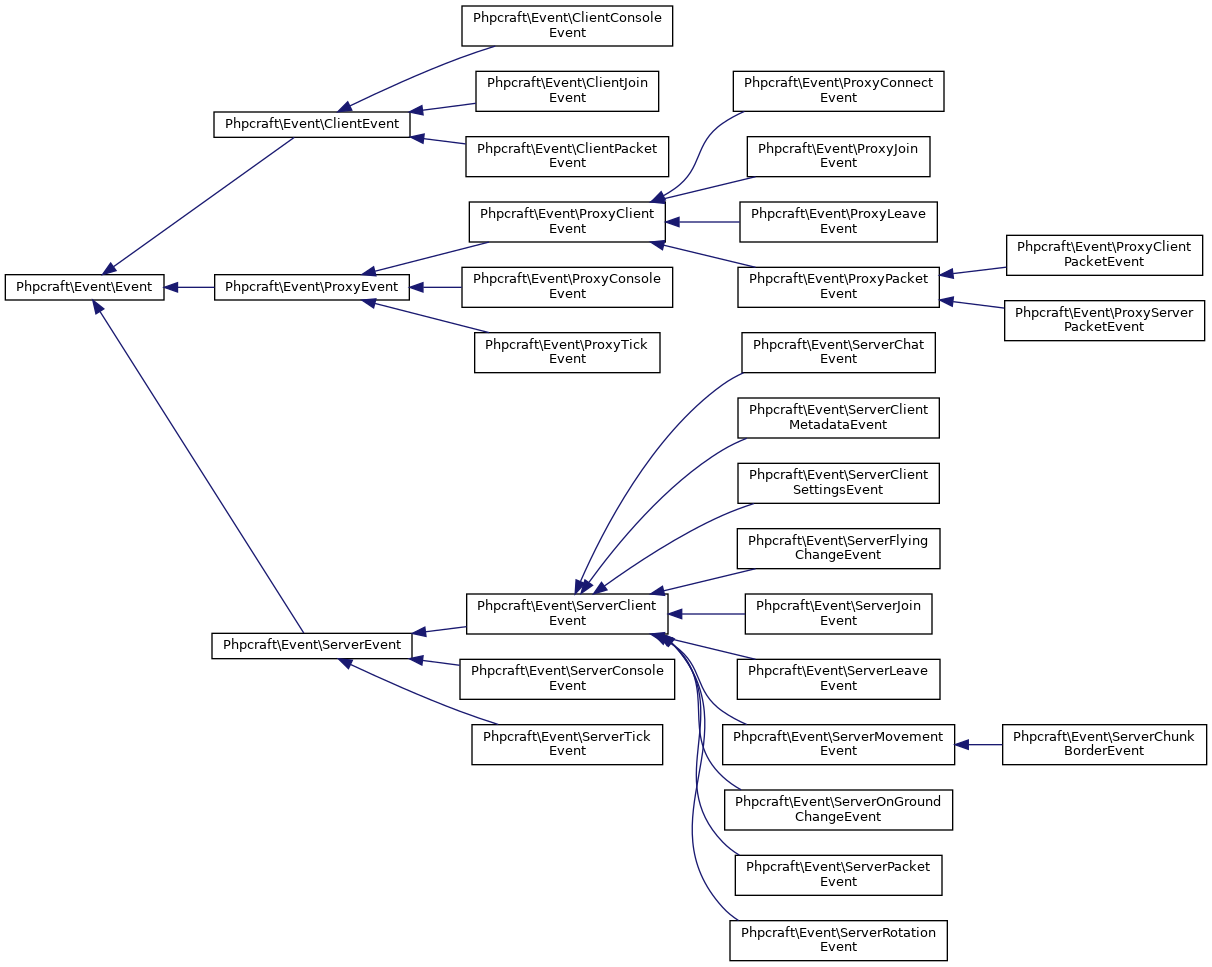 Phpcraft\Event\ClientConsole
Event
Phpcraft\Event\ClientJoin
Event
Phpcraft\Event\ProxyConnect
Event
Phpcraft\Event\ClientEvent
Phpcraft\Event\ClientPacket
Event
Phpcraft\Event\ProxyJoin
Event
Phpcraft\Event\ProxyClient
Event
Phpcraft\Event\ProxyLeave
Event
Phpcraft\Event\ProxyClient
PacketEvent
Phpcraft\Event\Event
Phpcraft\Event\ProxyEvent
Phpcraft\Event\ProxyConsole
Event
Phpcraft\Event\ProxyPacket
Event
Phpcraft\Event\ProxyServer
PacketEvent
Phpcraft\Event\ProxyTick
Event
Phpcraft\Event\ServerChat
Event
Phpcraft\Event\ServerClient
MetadataEvent
Phpcraft\Event\ServerClient
SettingsEvent
Phpcraft\Event\ServerFlying
ChangeEvent
Phpcraft\Event\ServerClient
Event
Phpcraft\Event\ServerJoin
Event
Phpcraft\Event\ServerEvent
Phpcraft\Event\ServerConsole
Event
Phpcraft\Event\ServerLeave
Event
Phpcraft\Event\ServerTick
Event
Phpcraft\Event\ServerMovement
Event
Phpcraft\Event\ServerChunk
BorderEvent
Phpcraft\Event\ServerOnGround
ChangeEvent
Phpcraft\Event\ServerPacket
Event
Phpcraft\Event\ServerRotation
Event